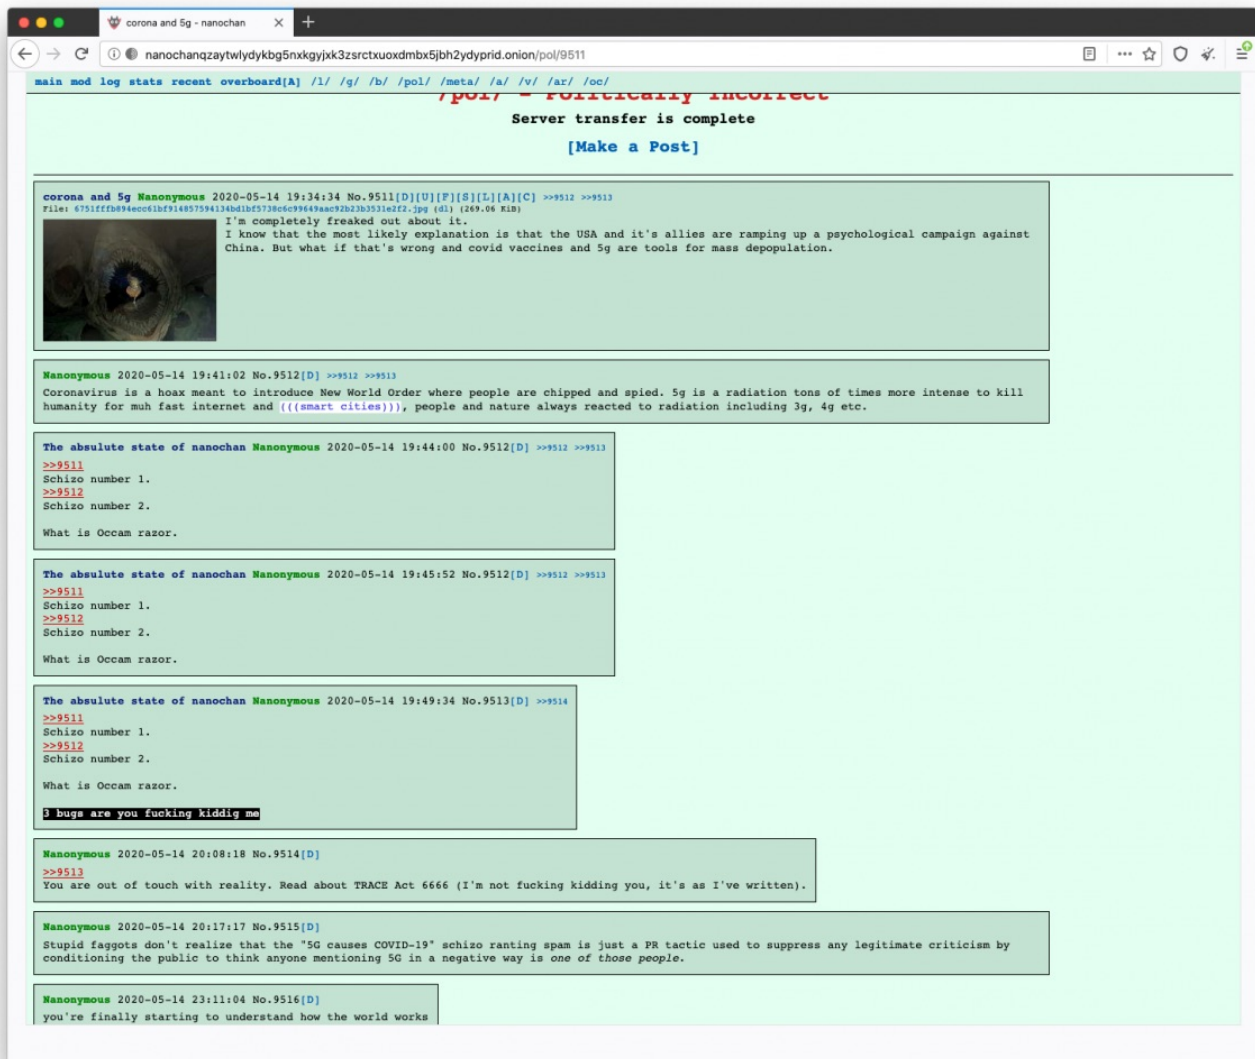 corona and 5g - nanochan
nanochanqzaytwlydykbg5nxkgyjxk3zsrctxuoxdmbx5jbh2ydyprid.onion/pol/9511
main mod log stats recent overboard[A] /l/ /g/ /b/ /pol/ /meta/ /a/ /v/ /ar/ /oc/
/pol/ - Politically Incorrect
Server transfer is complete
[Make a Post]
corona and 5g Nanonymous 2020-05-14 19:34:34 No.9511[D][U][F][S][L][A][C] >>9512 >>9513
File: .jpg (dl) (269.06 KiB)
I'm completely freaked out about it.
I know that the most likely explanation is that the USA and it's allies are ramping up a psychological campaign against
China. But what if that's wrong and covid vaccines and 5g are tools for mass depopulation.
Nanonymous 2020-05-14 19:41:02 No.9512[D] >>9512 >>9513
Coronavirus is a hoax meant to introduce New World Order where people are chipped and spied. 5g is a radiation tons of times more intense to kill
humanity for muh fast internet and (((smart cities))), people and nature always reacted to radiation including 3g, 4g etc.
The absulute state of nanochan Nanonymous 2020-05-14 19:44:00 No.9512[D] >>9512 >>9513
>>9511
Schizo number 1.
>>9512
Schizo number 2.
What is Occam razor.
The absulute state of nanochan Nanonymous 2020-05-14 19:45:52 No.9512[D] >>9512 >>9513
>>9511
Schizo number 1.
>>9512
Schizo number 2.
What is Occam razor.
The absulute state of nanochan Nanonymous 2020-05-14 19:49:34 No.9513[D] >>9514
>>9511
Schizo number 1.
>>9512
Schizo number 2.
What is Occam razor.
3 bugs are you fucking kiddig me
Nanonymous 2020-05-14 20:08:18 No.9514[D]
>>9513
You are out of touch with reality. Read about TRACE Act 6666 (I'm not fucking kidding you, it's as I've written).
Nanonymous 2020-05-14 20:17:17 No.9515[D]
Stupid faggots don't realize that the "5G causes COVID-19" schizo ranting spam is just a PR tactic used to suppress any legitimate criticism by
conditioning the public to think anyone mentioning 5G in a negative way is one of those people.
Nanonymous 2020-05-14 23:11:04 No.9516[D]
you're finally starting to understand how the world works